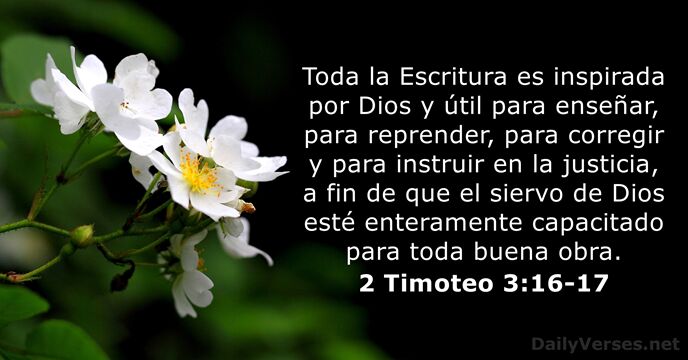 Toda la Escritura es inspirada
por Dios y útil para enseñar,
para reprender, para corregir
y para instruir en la justicia,
a fin de que el siervo de Dios
esté enteramente capacitado
para toda buena obra.
2 Timoteo 3:16-17
DailyVerses.net